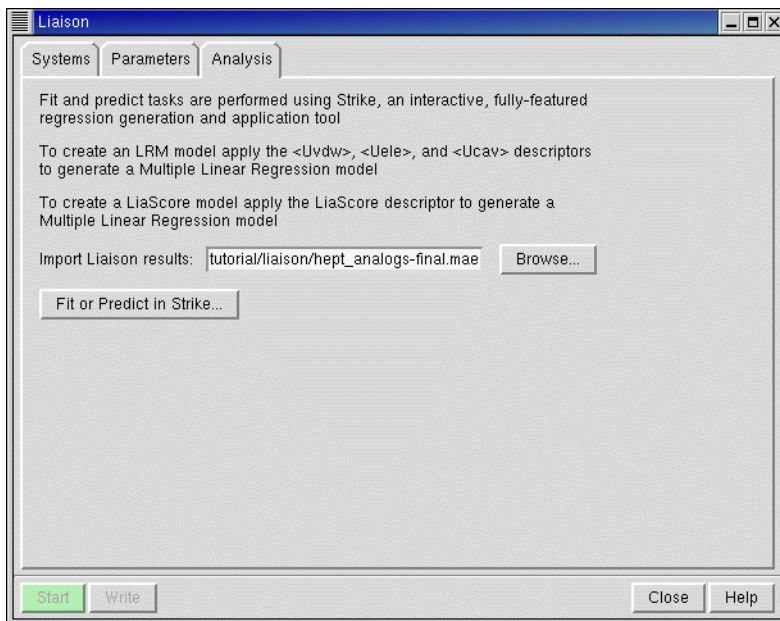 Liaison
Systems Parameters Analysis
Fit and predict tasks are performed using Strike, an interactive, fully-featured
regression generation and application tool
To create an LRM model apply the <Uvdw>, <Uele>, and <Ucav> descriptors
to generate a Multiple Linear Regression model
To create a LiaScore model apply the LiaScore descriptor to generate a
Multiple Linear Regression model
Import Liaison results: tutorial/liaison/hept_analogs-final.mae Browse...
Fit or Predict in Strike...
Start Write Close Help